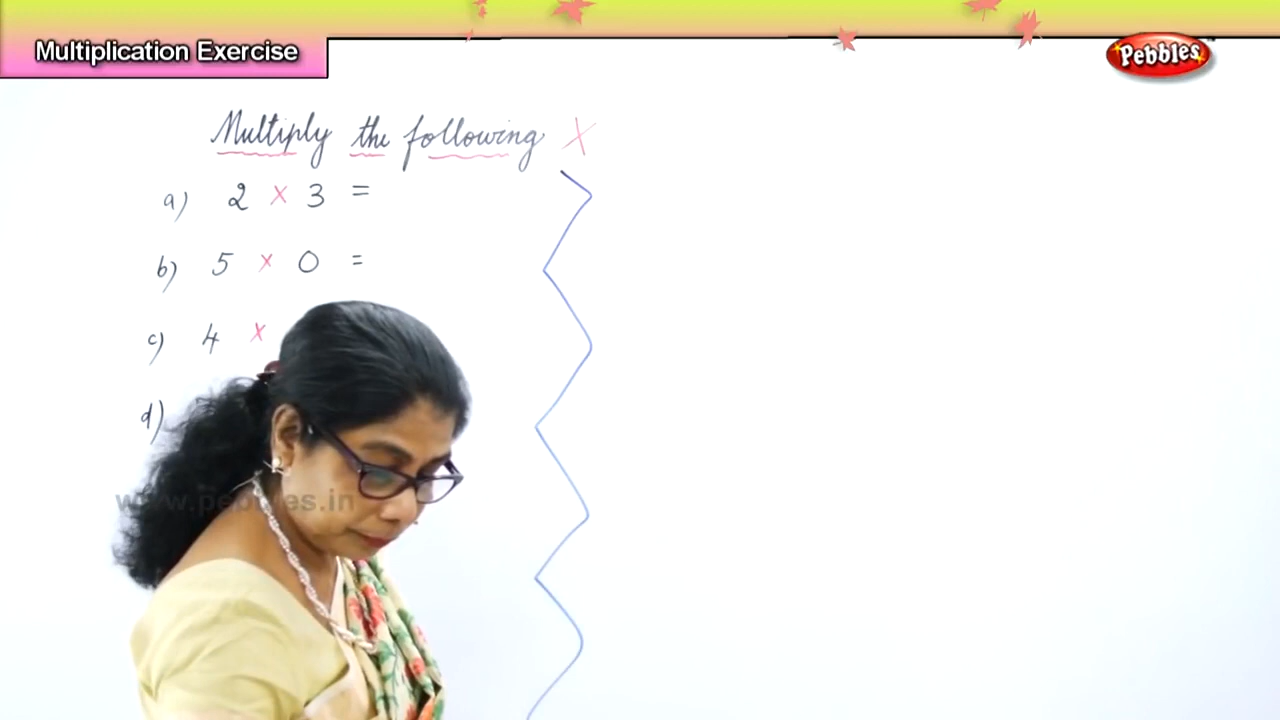 Multiplication Exercise
Pebbles
Multiply the following X
a) 2 × 3 =
b) 5 × 0 =
c) 4 ×
d)
www.pebbles.in